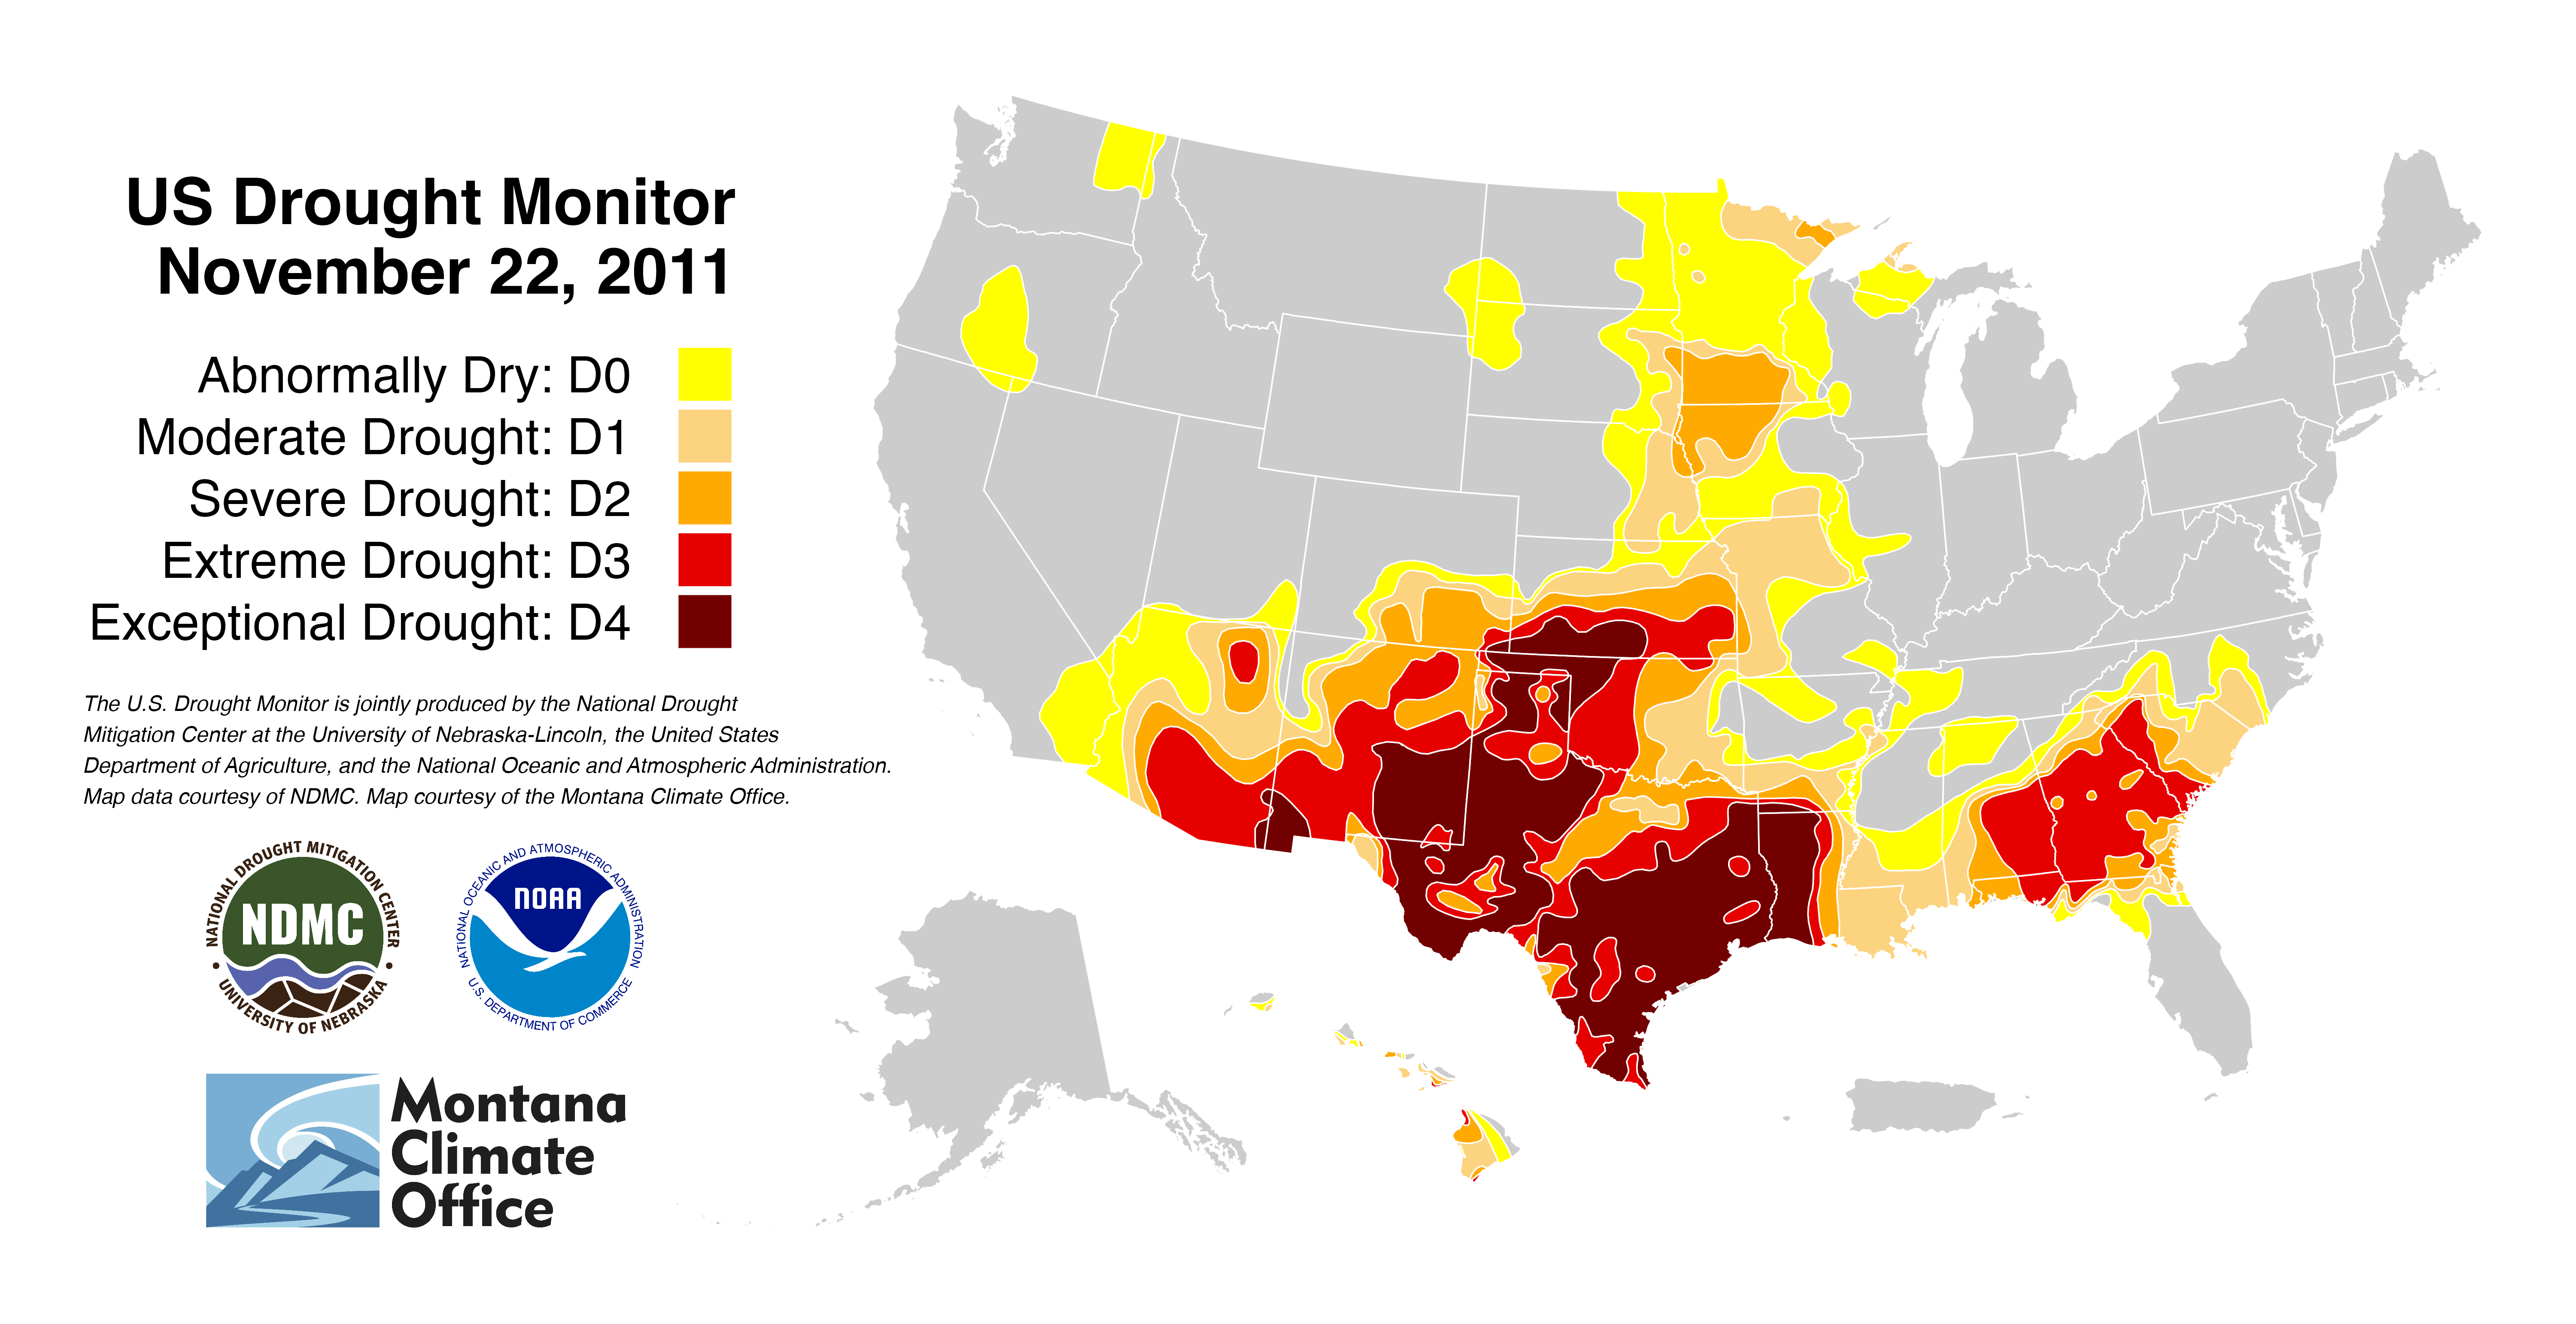 US Drought Monitor
November 22, 2011
Abnormally Dry: D0
Moderate Drought: D1
Severe Drought: D2
Extreme Drought: D3
Exceptional Drought: D4
The U.S. Drought Monitor is jointly produced by the National Drought
Mitigation Center at the University of Nebraska-Lincoln, the United States
Department of Agriculture, and the National Oceanic and Atmospheric Administration.
Map data courtesy of NDMC. Map courtesy of the Montana Climate Office.
NATIONAL DROUGHT MITIGATION CENTER
NDMC
UNIVERSITY OF NEBRASKA
NATIONAL OCEANIC AND ATMOSPHERIC ADMINISTRATION
NOAA
U.S. DEPARTMENT OF COMMERCE
Montana
Climate
Office